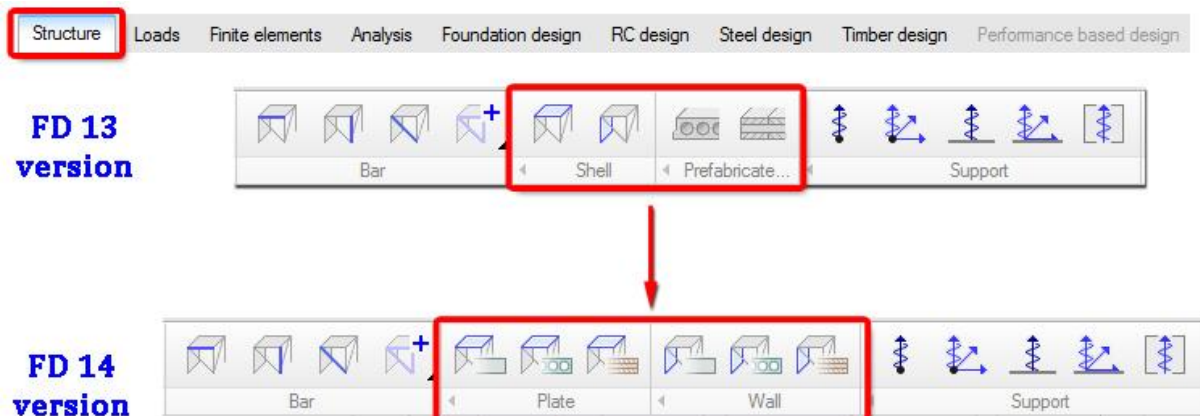 Structure Loads Finite elements Analysis Foundation design RC design Steel design Timber design Performance based design
FD 13
version
Bar Shell Prefabricate... Support
FD 14
version
Bar Plate Wall Support